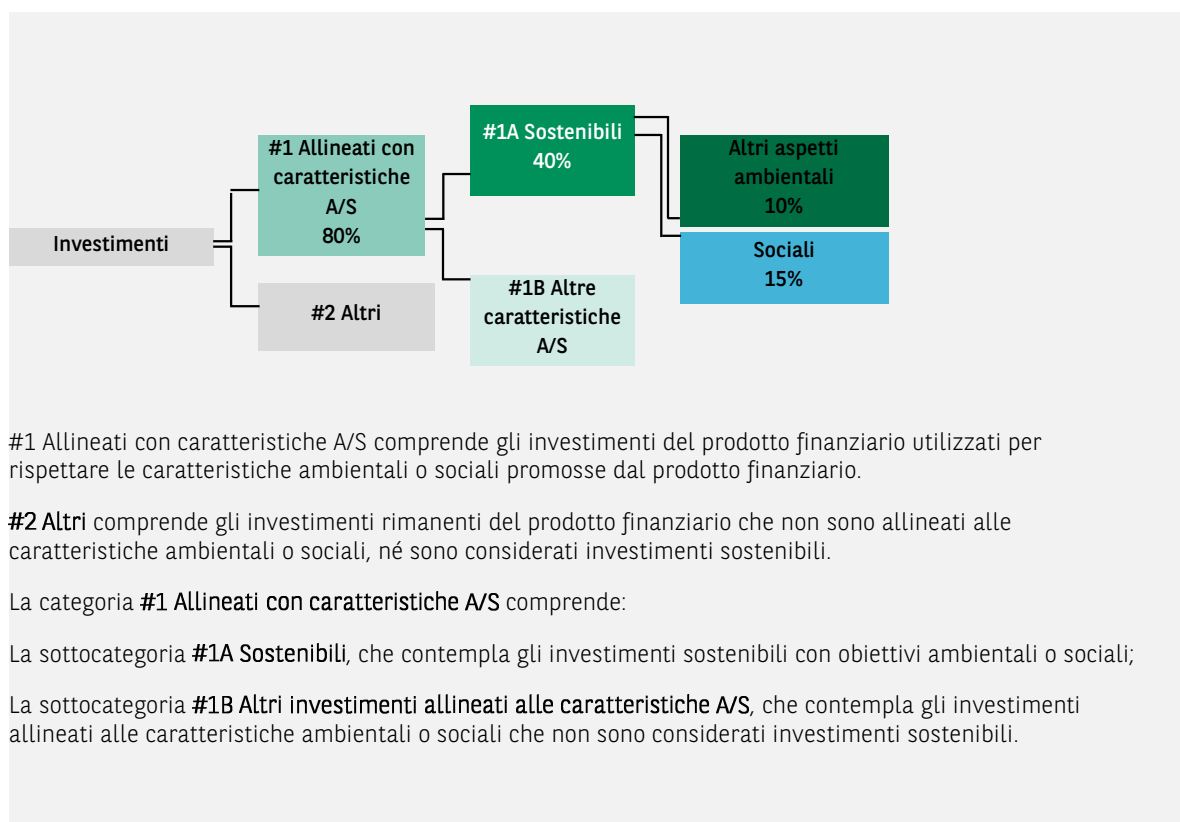 Investimenti
#1 Allineati con
caratteristiche
A/S
80%
#2 Altri
#1A Sostenibili
40%
#1B Altre
caratteristiche
A/S
Altri aspetti
ambientali
10%
Sociali
15%
#1 Allineati con caratteristiche A/S comprende gli investimenti del prodotto finanziario utilizzati per
rispettare le caratteristiche ambientali o sociali promosse dal prodotto finanziario.
#2 Altri comprende gli investimenti rimanenti del prodotto finanziario che non sono allineati alle
caratteristiche ambientali o sociali, né sono considerati investimenti sostenibili.
La categoria #1 Allineati con caratteristiche A/S comprende:
La sottocategoria #1A Sostenibili, che contempla gli investimenti sostenibili con obiettivi ambientali o sociali;
La sottocategoria #1B Altri investimenti allineati alle caratteristiche A/S, che contempla gli investimenti
allineati alle caratteristiche ambientali o sociali che non sono considerati investimenti sostenibili.